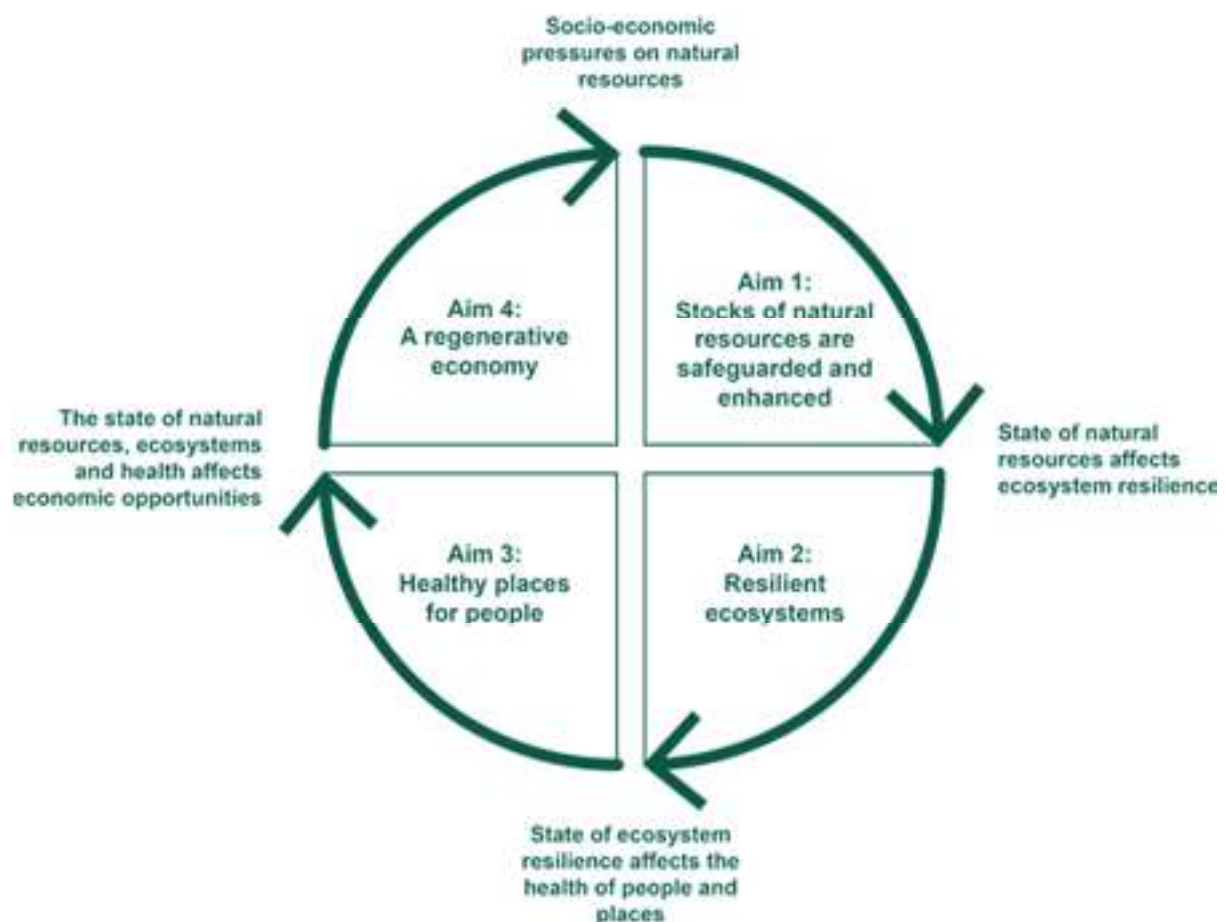 Socio-economic
pressures on natural
resources
Aim 1:
Stocks of natural
resources are
safeguarded and
enhanced
State of natural
resources affects
ecosystem resilience
Aim 2:
Resilient
ecosystems
State of ecosystem
resilience affects the
health of people and
places
Aim 3:
Healthy places
for people
The state of natural
resources, ecosystems
and health affects
economic opportunities
Aim 4:
A regenerative
economy